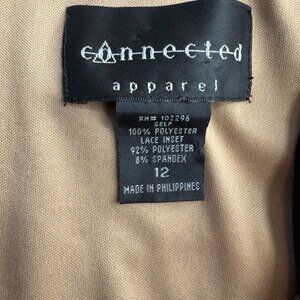 connected
apparel
RN# 102296
SELF
100% POLYESTER
LACE INSET
92% POLYESTER
8% SPANDEX
12
MADE IN PHILIPPINES